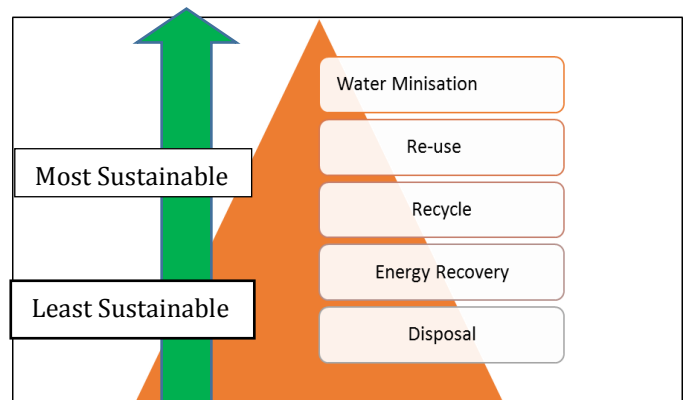 Water Minisation
Re-use
Most Sustainable
Recycle
Energy Recovery
Least Sustainable
Disposal